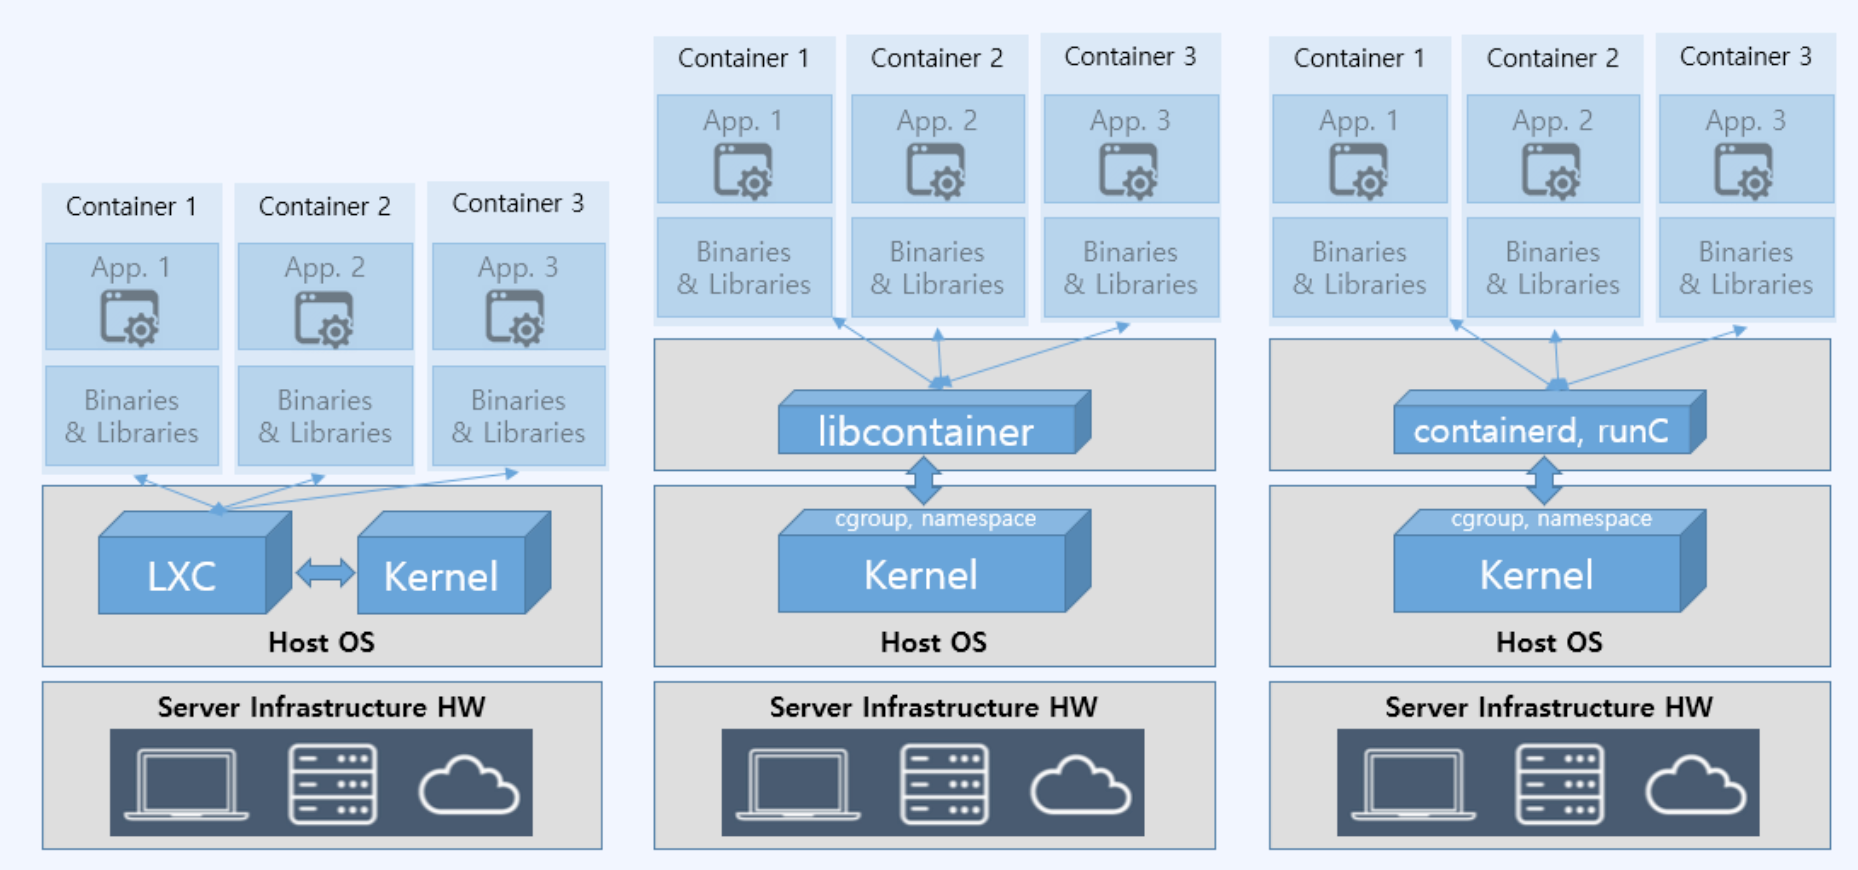 Container 1
Container 2
Container 3
App. 1
App. 2
App. 3
Binaries
& Libraries
Binaries
& Libraries
Binaries
& Libraries
LXC
Kernel
Host OS
Server Infrastructure HW
Container 1
Container 2
Container 3
App. 1
App. 2
App. 3
Binaries
& Libraries
Binaries
& Libraries
Binaries
& Libraries
libcontainer
cgroup, namespace
Kernel
Host OS
Server Infrastructure HW
Container 1
Container 2
Container 3
App. 1
App. 2
App. 3
Binaries
& Libraries
Binaries
& Libraries
Binaries
& Libraries
containerd, runC
cgroup, namespace
Kernel
Host OS
Server Infrastructure HW